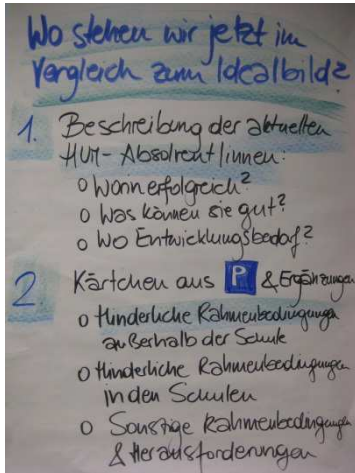 Wo stehen wir jetzt im
Vergleich zum Idealbild?
1. Beschreibung der aktuellen
HUM-Absolvent/innen:
o Worin erfolgreich?
o Was können sie gut?
o Wo Entwicklungsbedarf?
2 Kärtchen aus P & Ergänzungen
o Hinderliche Rahmenbedingungen
außerhalb der Schule
o Hinderliche Rahmenbedingungen
in den Schulen
o Sonstige Rahmenbedingungen
& Herausforderungen